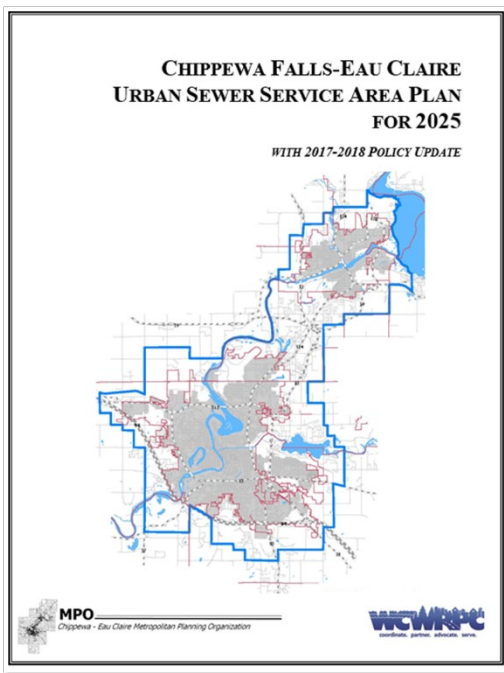 CHIPPEWA FALLS-EAU CLAIRE
URBAN SEWER SERVICE AREA PLAN
FOR 2025
WITH 2017-2018 POLICY UPDATE
MPO
Chippewa - Eau Claire Metropolitan Planning Organization
WCWRPC
coordinate. partner. advocate. serve.